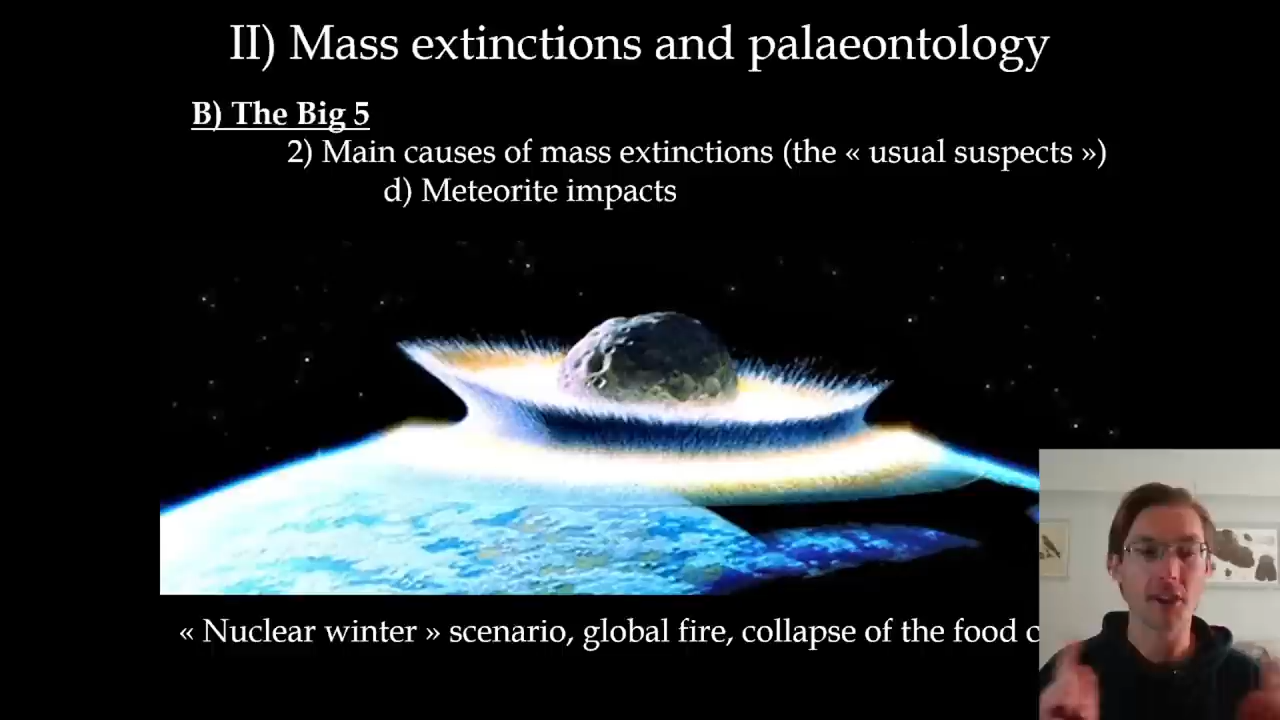 II) Mass extinctions and palaeontology
B) The Big 5
2) Main causes of mass extinctions (the « usual suspects »)
d) Meteorite impacts
« Nuclear winter » scenario, global fire, collapse of the food